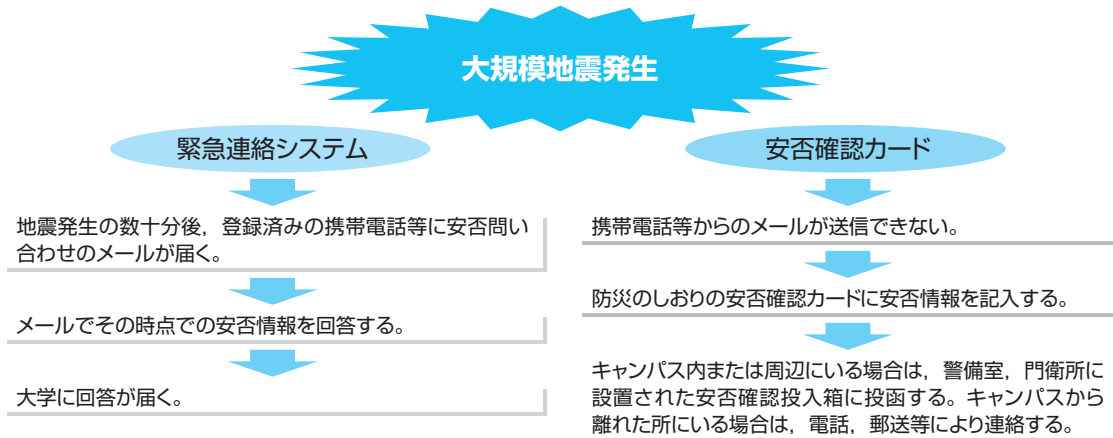 大規模地震発生
緊急連絡システム
地震発生の数十分後，登録済みの携帯電話等に安否問い
合わせのメールが届く。
メールでその時点での安否情報を回答する。
大学に回答が届く。
安否確認カード
携帯電話等からのメールが送信できない。
防災のしおりの安否確認カードに安否情報を記入する。
キャンパス内または周辺にいる場合は，警備室，門衛所に
設置された安否確認投入箱に投函する。キャンパスから
離れた所にいる場合は，電話，郵送等により連絡する。